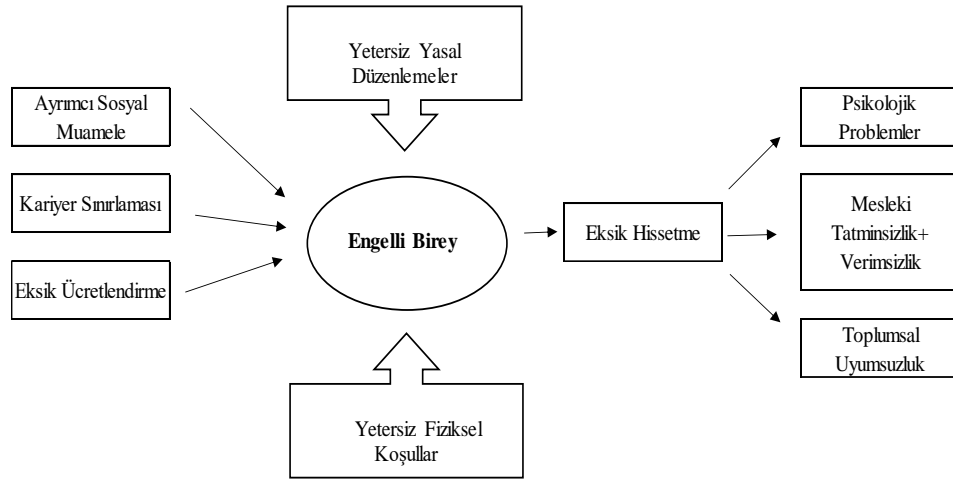 Yetersiz Yasal
Düzenlemeler
Ayrımcı Sosyal
Muamele
Kariyer Sınırlaması
Eksik Ücretlendirme
Engelli Birey
Eksik Hissetme
Psikolojik
Problemler
Mesleki
Tatminsizlik+
Verimsizlik
Toplumsal
Uyumsuzluk
Yetersiz Fiziksel
Koşullar